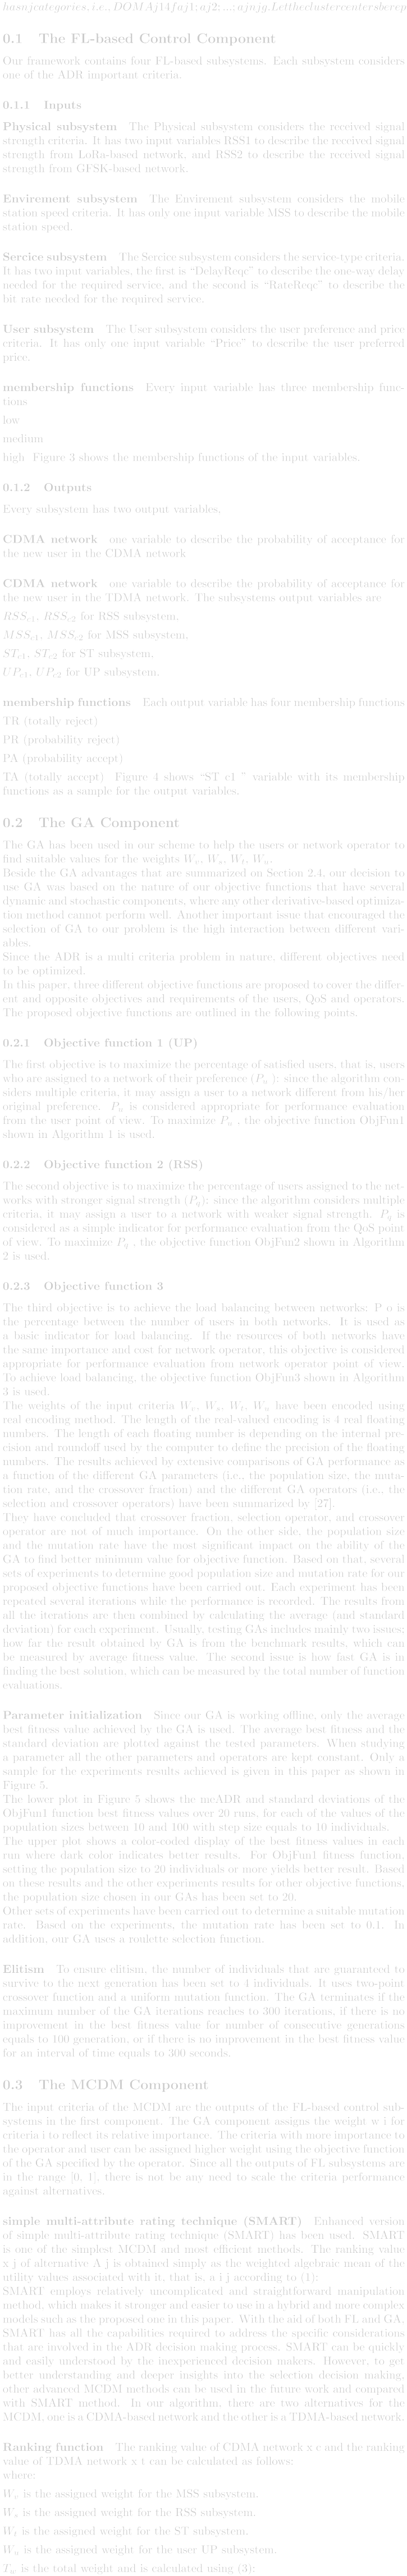 hasnjcategories, i.e., DOMAj14faj1; aj2; ...; ajnjg. Lettheclustercentersberep
0.1 The FL-based Control Component
Our framework contains four FL-based subsystems. Each subsystem considers
one of the ADR important criteria.
0.1.1 Inputs
Physical subsystem The Physical subsystem considers the received signal
strength criteria. It has two input variables RSS1 to describe the received signal
strength from LoRa-based network, and RSS2 to describe the received signal
strength from GFSK-based network.
Envirement subsystem The Envirement subsystem considers the mobile
station speed criteria. It has only one input variable MSS to describe the mobile
station speed.
Sercice subsystem The Sercice subsystem considers the service-type criteria.
It has two input variables, the first is “DelayReqc” to describe the one-way delay
needed for the required service, and the second is “RateReqc” to describe the
bit rate needed for the required service.
User subsystem The User subsystem considers the user preference and price
criteria. It has only one input variable “Price” to describe the user preferred
price.
membership functions Every input variable has three membership func-
tions
low
medium
high Figure 3 shows the membership functions of the input variables.
0.1.2 Outputs
Every subsystem has two output variables,
CDMA network one variable to describe the probability of acceptance for
the new user in the CDMA network
CDMA network one variable to describe the probability of acceptance for
the new user in the TDMA network. The subsystems output variables are
RSSc1, RSSc2 for RSS subsystem.
MSSc1, MSSc2 for MSS subsystem,
STc1, STc2 for ST subsystem,
UPc1, UPc2 for UP subsystem.
membership functions Each output variable has four membership functions
TR (totally reject)
PR (probability reject)
PA (probability accept)
TA (totally accept) Figure 4 shows “ST c1 ” variable with its membership
functions as a sample for the output variables.
0.2 The GA Component
The GA has been used in our scheme to help the users or network operator to
find suitable values for the weights Wv, Ws, Wt, Wu.
Beside the GA advantages that are summarized on Section 2.4, our decision to
use GA was based on the nature of our objective functions that have several
dynamic and stochastic components, where any other derivative-based optimiza-
tion method cannot perform well. Another important issue that encouraged the
selection of GA to our problem is the high interaction between different vari-
ables.
Since the ADR is a multi criteria problem in nature, different objectives need
to be optimized.
In this paper, three different objective functions are proposed to cover the differ-
ent and opposite objectives and requirements of the users, QoS and operators.
The proposed objective functions are outlined in the following points.
0.2.1 Objective function 1 (UP)
The first objective is to maximize the percentage of satisfied users, that is, users
who are assigned to a network of their preference (Pu ): since the algorithm con-
siders multiple criteria, it may assign a user to a network different from his/her
original preference. Pu is considered appropriate for performance evaluation
from the user point of view. To maximize Pu , the objective function ObjFun1
shown in Algorithm 1 is used.
0.2.2 Objective function 2 (RSS)
The second objective is to maximize the percentage of users assigned to the net-
works with stronger signal strength (Pq): since the algorithm considers multiple
criteria, it may assign a user to a network with weaker signal strength. Pq is
considered as a simple indicator for performance evaluation from the QoS point
of view. To maximize Pq , the objective function ObjFun2 shown in Algorithm
2 is used.
0.2.3 Objective function 3
The third objective is to achieve the load balancing between networks: P o is
the percentage between the number of users in both networks. It is used as
a basic indicator for load balancing. If the resources of both networks have
the same importance and cost for network operator, this objective is considered
appropriate for performance evaluation from network operator point of view.
To achieve load balancing, the objective function ObjFun3 shown in Algorithm
3 is used.
The weights of the input criteria Wv, Ws, Wt, Wu have been encoded using
real encoding method. The length of the real-valued encoding is 4 real floating
numbers. The length of each floating number is depending on the internal pre-
cision and roundoff used by the computer to define the precision of the floating
numbers. The results achieved by extensive comparisons of GA performance as
a function of the different GA parameters (i.e., the population size, the muta-
tion rate, and the crossover fraction) and the different GA operators (i.e., the
selection and crossover operators) have been summarized by [27].
They have concluded that crossover fraction, selection operator, and crossover
operator are not of much importance. On the other side, the population size
and the mutation rate have the most significant impact on the ability of the
GA to find better minimum value for objective function. Based on that, several
sets of experiments to determine good population size and mutation rate for our
proposed objective functions have been carried out. Each experiment has been
repeated several iterations while the performance is recorded. The results from
all the iterations are then combined by calculating the average (and standard
deviation) for each experiment. Usually, testing GAs includes mainly two issues;
how far the result obtained by GA is from the benchmark results, which can
be measured by average fitness value. The second issue is how fast GA is in
finding the best solution, which can be measured by the total number of function
evaluations.
Parameter initialization Since our GA is working offline, only the average
best fitness value achieved by the GA is used. The average best fitness and the
standard deviation are plotted against the tested parameters. When studying
a parameter all the other parameters and operators are kept constant. Only a
sample for the experiments results achieved is given in this paper as shown in
Figure 5.
The lower plot in Figure 5 shows the meADR and standard deviations of the
ObjFun1 function best fitness values over 20 runs, for each of the values of the
population sizes between 10 and 100 with step size equals to 10 individuals.
The upper plot shows a color-coded display of the best fitness values in each
run where dark color indicates better results. For ObjFun1 fitness function,
setting the population size to 20 individuals or more yields better result. Based
on these results and the other experiments results for other objective functions,
the population size chosen in our GAs has been set to 20.
Other sets of experiments have been carried out to determine a suitable mutation
rate. Based on the experiments, the mutation rate has been set to 0.1. In
addition, our GA uses a roulette selection function.
Elitism To ensure elitism, the number of individuals that are guaranteed to
survive to the next generation has been set to 4 individuals. It uses two-point
crossover function and a uniform mutation function. The GA terminates if the
maximum number of the GA iterations reaches to 300 iterations, if there is no
improvement in the best fitness value for number of consecutive generations
equals to 100 generation, or if there is no improvement in the best fitness value
for an interval of time equals to 300 seconds.
0.3 The MCDM Component
The input criteria of the MCDM are the outputs of the FL-based control sub-
systems in the first component. The GA component assigns the weight w i for
criteria i to reflect its relative importance. The criteria with more importance to
the operator and user can be assigned higher weight using the objective function
of the GA specified by the operator. Since all the outputs of FL subsystems are
in the range [0, 1], there is not be any need to scale the criteria performance
against alternatives.
simple multi-attribute rating technique (SMART) Enhanced version
of simple multi-attribute rating technique (SMART) has been used. SMART
is one of the simplest MCDM and most efficient methods. The ranking value
x j of alternative A j is obtained simply as the weighted algebraic mean of the
utility values associated with it, that is, a i j according to (1):
SMART employs relatively uncomplicated and straightforward manipulation
method, which makes it stronger and easier to use in a hybrid and more complex
models such as the proposed one in this paper. With the aid of both FL and GA,
SMART has all the capabilities required to address the specific considerations
that are involved in the ADR decision making process. SMART can be quickly
and easily understood by the inexperienced decision makers. However, to get
better understanding and deeper insights into the selection decision making,
other advanced MCDM methods can be used in the future work and compared
with SMART method. In our algorithm, there are two alternatives for the
MCDM, one is a CDMA-based network and the other is a TDMA-based network.
Ranking function The ranking value of CDMA network x c and the ranking
value of TDMA network x t can be calculated as follows:
where:
Wv is the assigned weight for the MSS subsystem.
Ws is the assigned weight for the RSS subsystem.
Wt is the assigned weight for the ST subsystem.
Wu is the assigned weight for the user UP subsystem.
Tw is the total weight and is calculated using (3):